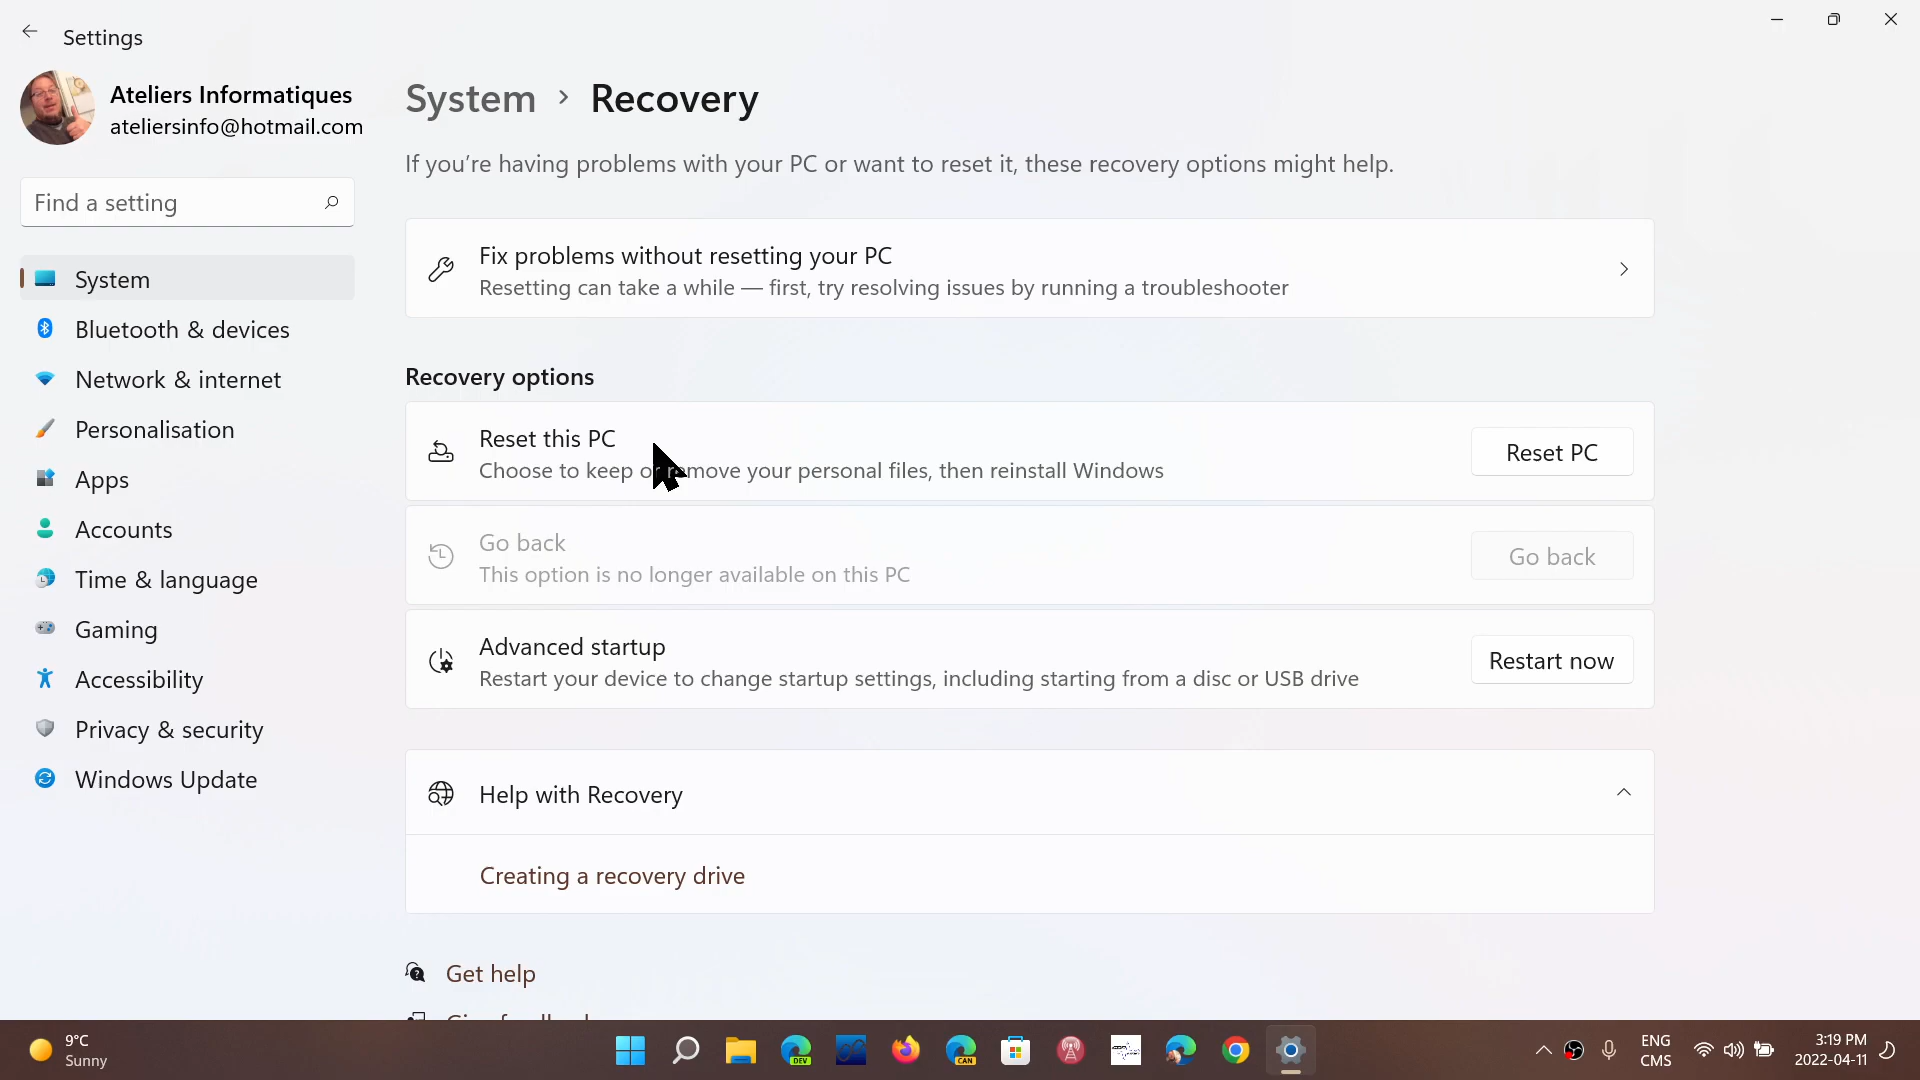 Settings
Ateliers Informatiques
ateliersinfo@hotmail.com
Find a setting
System
Bluetooth & devices
Network & internet
Personalisation
Apps
Accounts
Time & language
Gaming
Accessibility
Privacy & security
Windows Update
System > Recovery
If you're having problems with your PC or want to reset it, these recovery options might help.
Fix problems without resetting your PC
Resetting can take a while — first, try resolving issues by running a troubleshooter
Recovery options
Reset this PC
Choose to keep or remove your personal files, then reinstall Windows
Reset PC
Go back
This option is no longer available on this PC
Go back
Advanced startup
Restart your device to change startup settings, including starting from a disc or USB drive
Restart now
Help with Recovery
Creating a recovery drive
Get help
9°C
Sunny
DEV
CAN
ENG
CMS
3:19 PM
2022-04-11